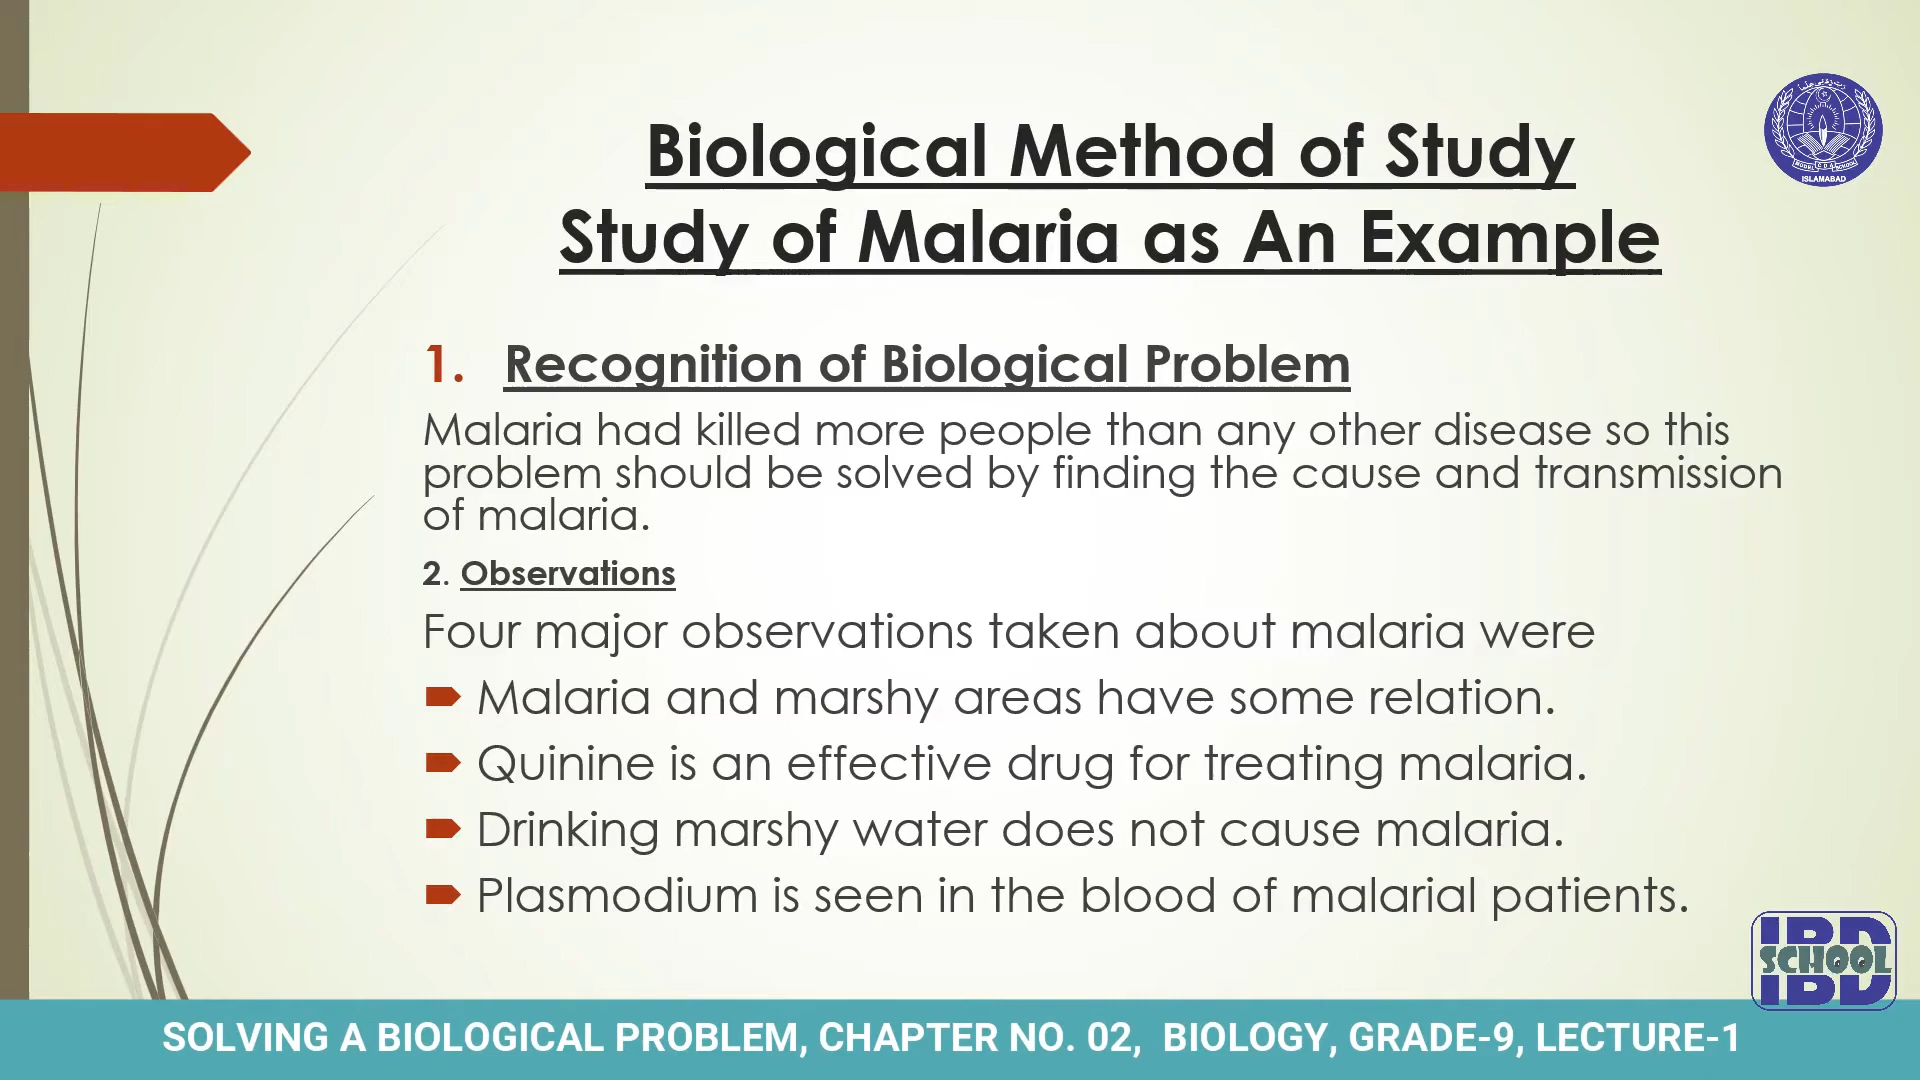 Biological Method of Study
Study of Malaria as An Example
1. Recognition of Biological Problem
Malaria had killed more people than any other disease so this
problem should be solved by finding the cause and transmission
of malaria.
2. Observations
Four major observations taken about malaria were
Malaria and marshy areas have some relation.
Quinine is an effective drug for treating malaria.
Drinking marshy water does not cause malaria.
Plasmodium is seen in the blood of malarial patients.
ISLAMABAD
IBD
SCHOOL
IBD
SOLVING A BIOLOGICAL PROBLEM, CHAPTER NO. 02, BIOLOGY, GRADE-9, LECTURE-1